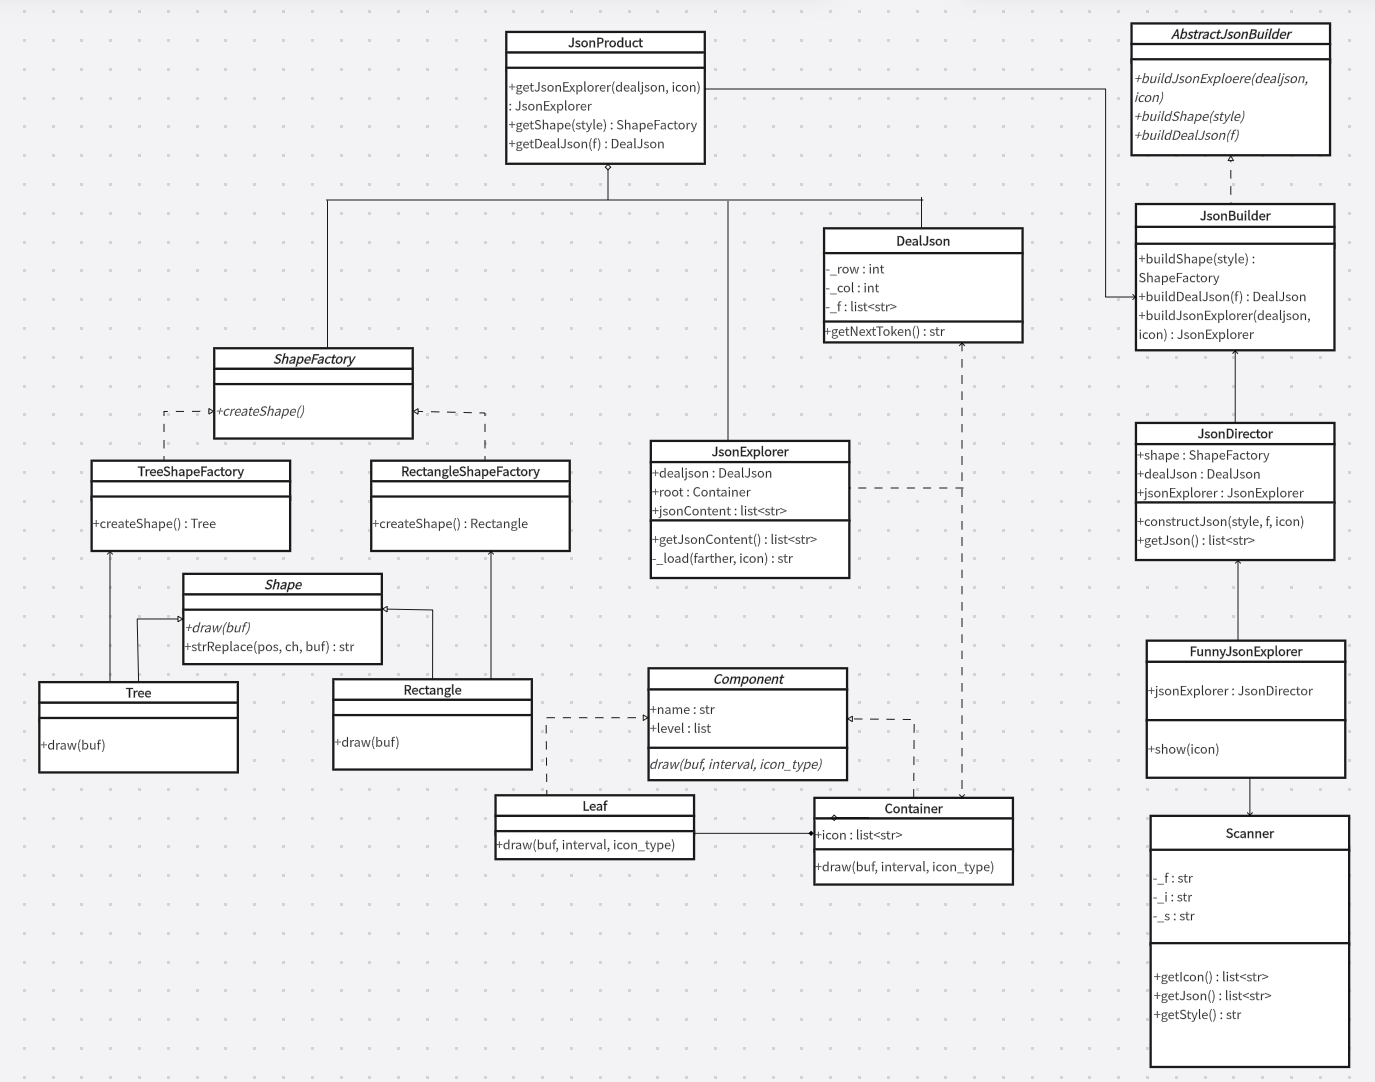 JsonProduct
+getJsonExplorer(dealjson, icon)
: JsonExplorer
+getShape(style) : ShapeFactory
+getDealJson(f) : DealJson
AbstractJsonBuilder
+buildJsonExploere(dealjson,
icon)
+buildShape(style)
+buildDealJson(f)
JsonBuilder
+buildShape(style) :
ShapeFactory
+buildDealJson(f) : DealJson
+buildJsonExplorer(dealjson,
icon) : JsonExplorer
DealJson
-_row : int
-_col : int
-_f : list<str>
+getNextToken() : str
ShapeFactory
+createShape()
TreeShapeFactory
+createShape() : Tree
RectangleShapeFactory
+createShape() : Rectangle
JsonExplorer
+dealjson : DealJson
+root : Container
+jsonContent : list<str>
+getJsonContent() : list<str>
-_load(farther, icon) : str
JsonDirector
+shape : ShapeFactory
+dealJson : DealJson
+jsonExplorer : JsonExplorer
+constructJson(style, f, icon)
+getJson() : list<str>
Shape
+draw(buf)
+strReplace(pos, ch, buf) : str
Tree
+draw(buf)
Rectangle
+draw(buf)
Component
+name : str
+level : list
draw(buf, interval, icon_type)
FunnyJsonExplorer
+jsonExplorer : JsonDirector
+show(icon)
Leaf
+draw(buf, interval, icon_type)
Container
+icon : list<str>
+draw(buf, interval, icon_type)
Scanner
-_f : str
-_i : str
-_s : str
+getIcon() : list<str>
+getJson() : list<str>
+getStyle() : str